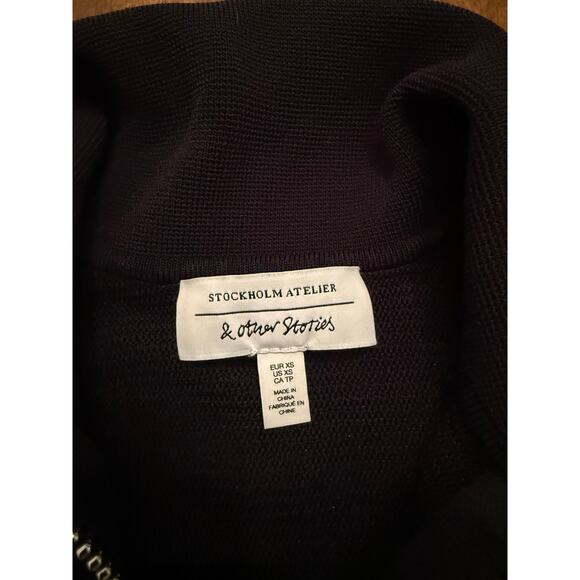 STOCKHOLM ATELIER
& Other Stories
EUR XS
US XS
CA TP
MADE IN
CHINA
FABRIQUÉ EN
CHINE